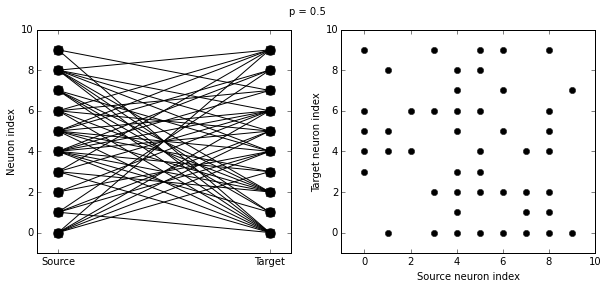 p = 0.5
Neuron index
10
8
6
4
2
0
Source
Target
Target neuron index
10
8
6
4
2
0
0 2 4 6 8 10
Source neuron index